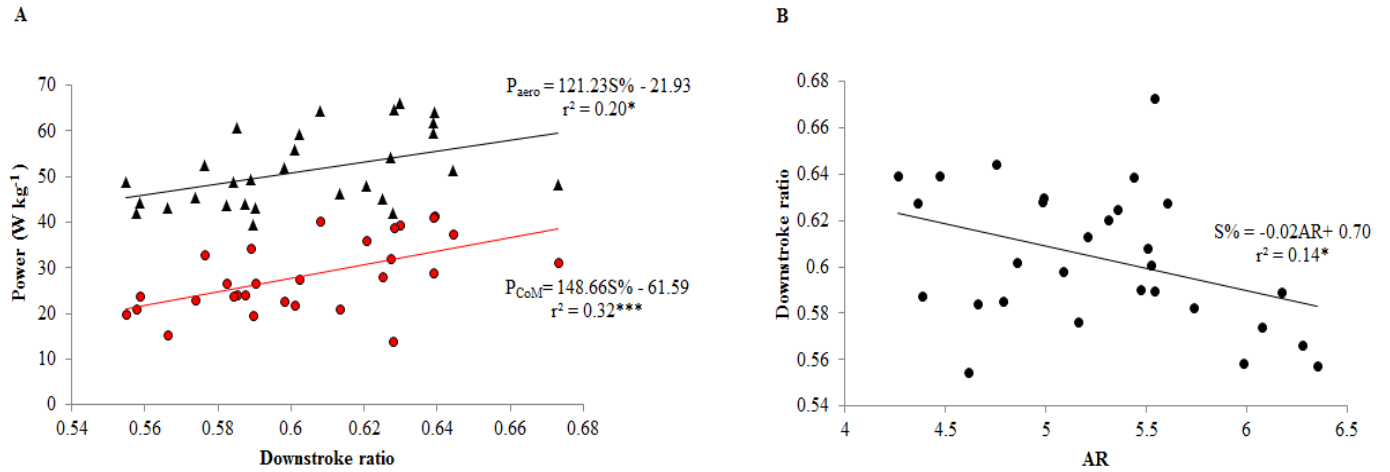 A
B
Power (W kg-1)
70
60
50
40
30
20
10
0
Paero = 121.23S% - 21.93
r² = 0.20*
PCoM = 148.66S% - 61.59
r² = 0.32***
0.54 0.56 0.58 0.6 0.62 0.64 0.66 0.68
Downstroke ratio
Downstroke ratio
0.68
0.66
0.64
0.62
0.6
0.58
0.56
0.54
S% = -0.02AR+ 0.70
r² = 0.14*
4 4.5 5 5.5 6 6.5
AR